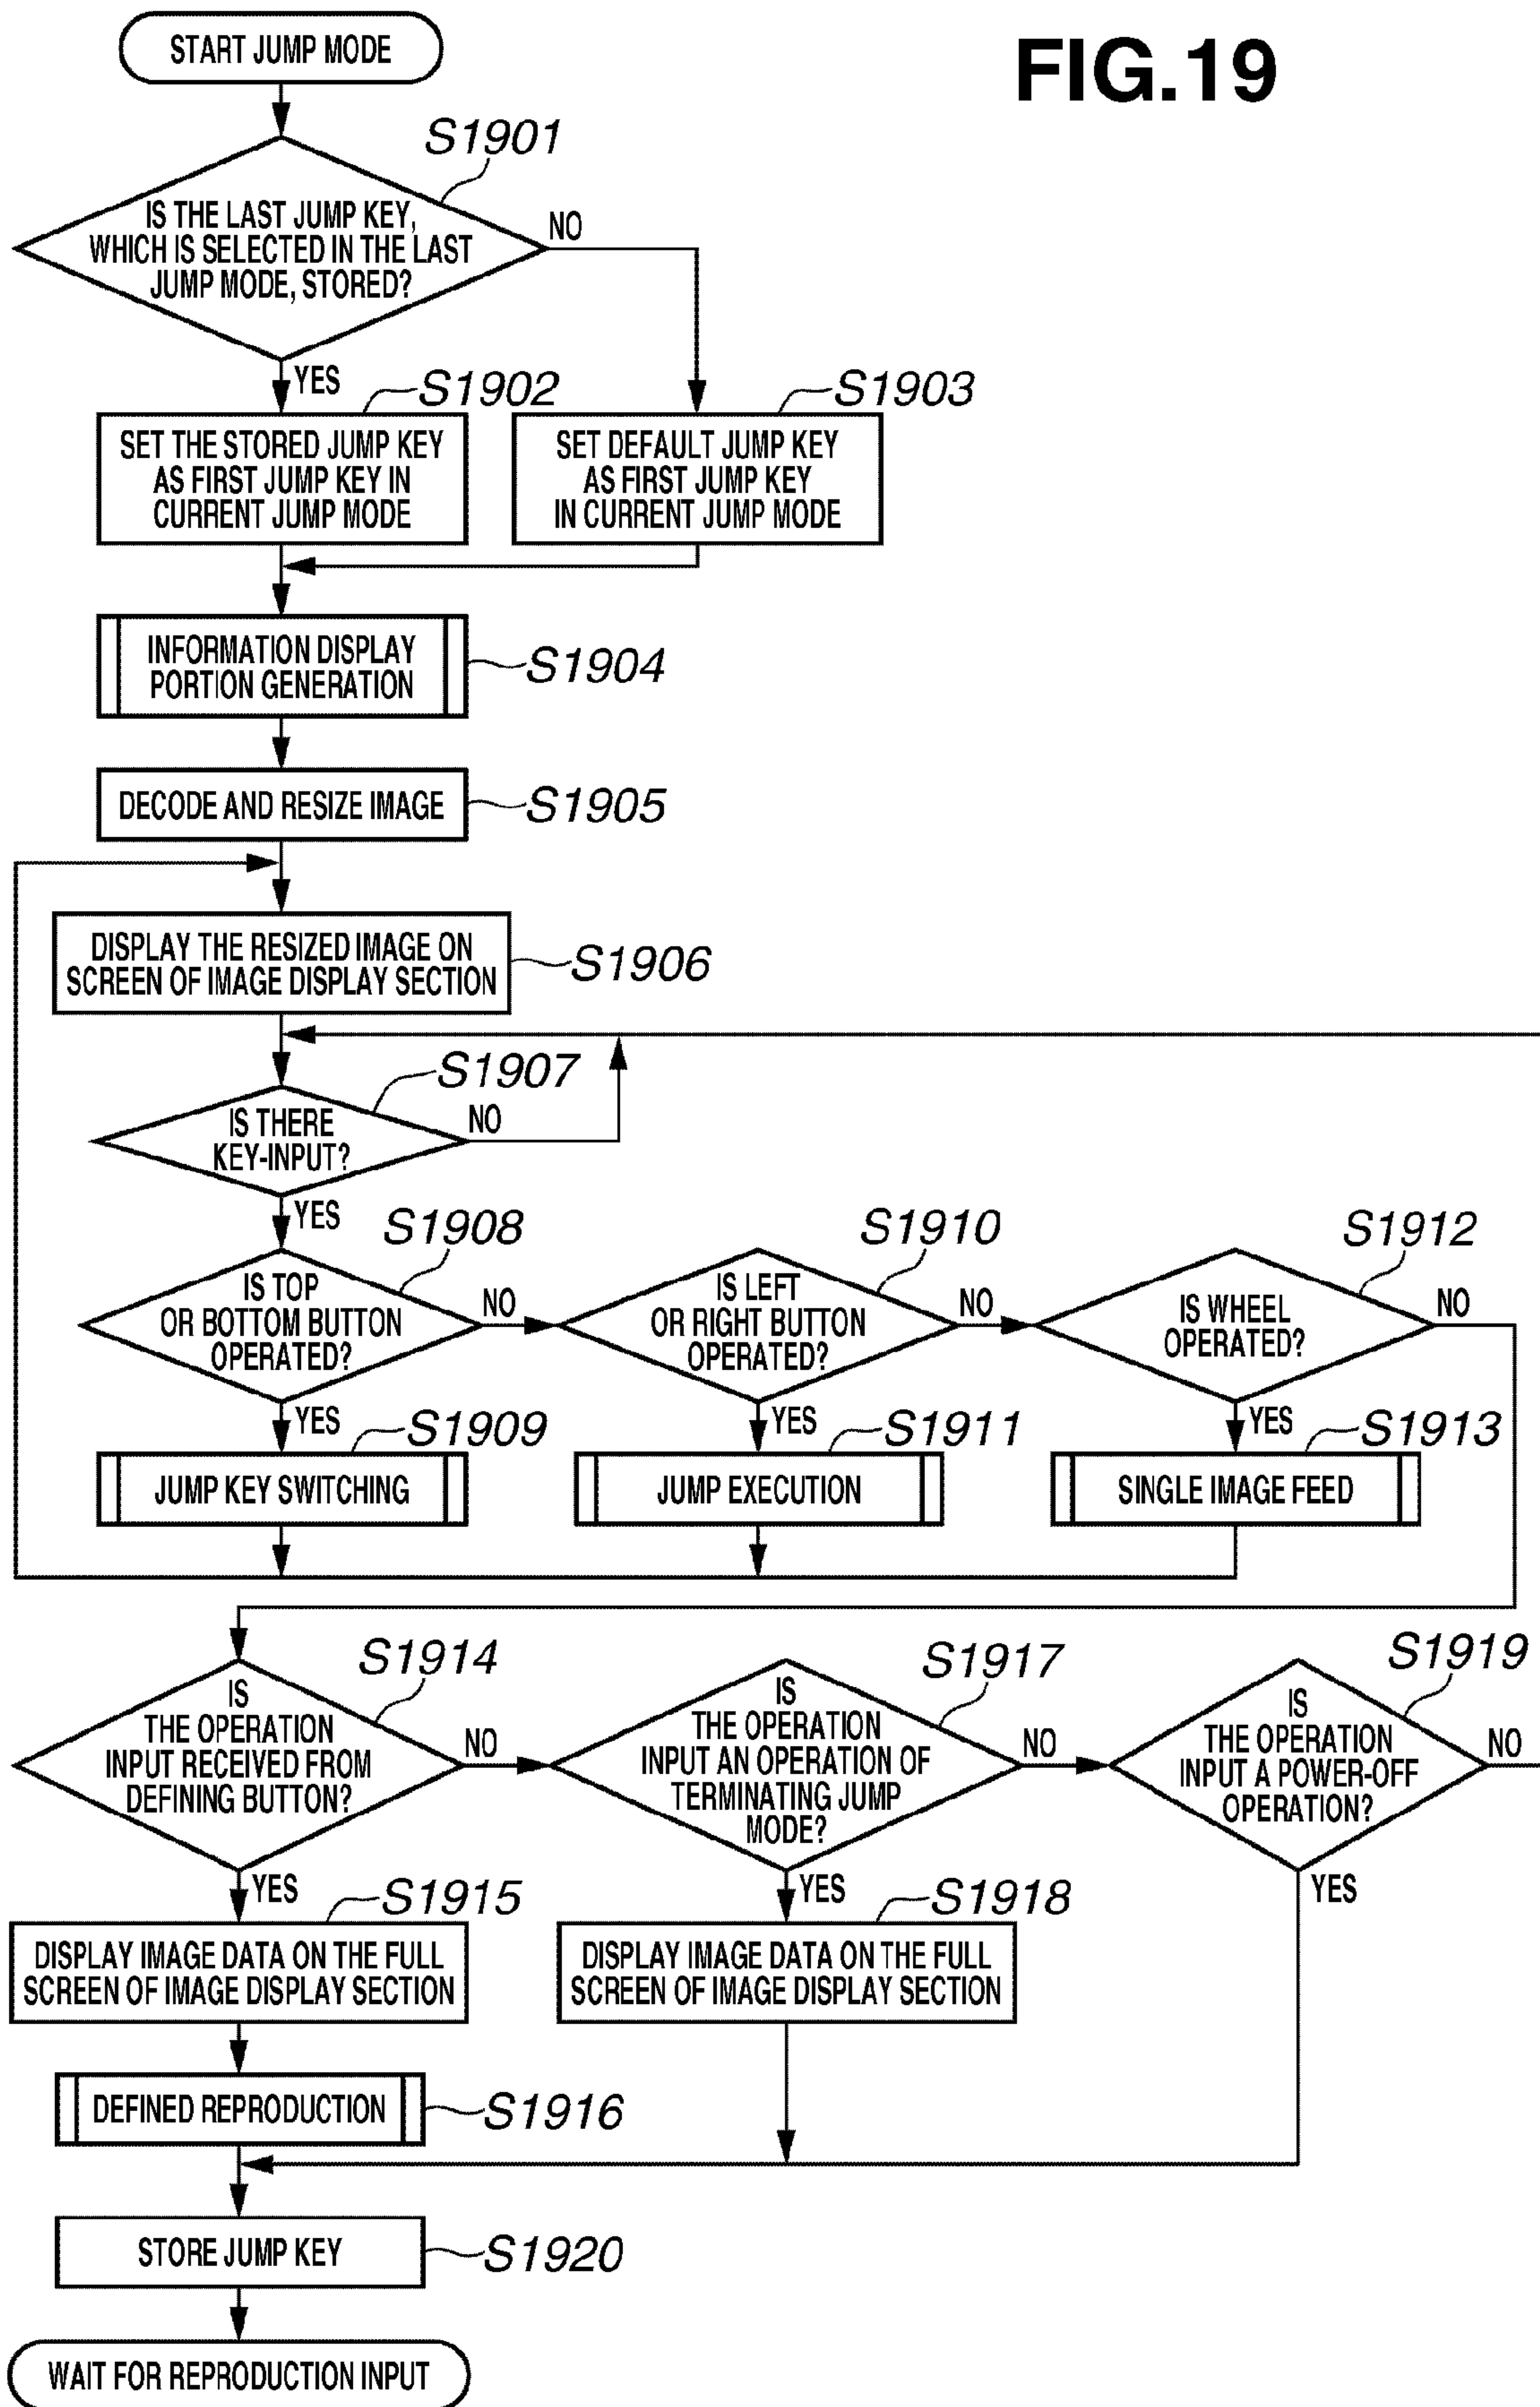 FIG.19
START JUMP MODE
S1901
IS THE LAST JUMP KEY,
WHICH IS SELECTED IN THE LAST
JUMP MODE, STORED?
NO
YES
S1902
SET THE STORED JUMP KEY
AS FIRST JUMP KEY IN
CURRENT JUMP MODE
S1903
SET DEFAULT JUMP KEY
AS FIRST JUMP KEY
IN CURRENT JUMP MODE
INFORMATION DISPLAY
PORTION GENERATION
S1904
DECODE AND RESIZE IMAGE
S1905
DISPLAY THE RESIZED IMAGE ON
SCREEN OF IMAGE DISPLAY SECTION
S1906
S1907
IS THERE
KEY-INPUT?
NO
YES
S1908
IS TOP
OR BOTTOM BUTTON
OPERATED?
NO
YES
S1910
IS LEFT
OR RIGHT BUTTON
OPERATED?
NO
YES
S1912
IS WHEEL
OPERATED?
NO
YES
S1909
JUMP KEY SWITCHING
S1911
JUMP EXECUTION
S1913
SINGLE IMAGE FEED
S1914
IS
THE OPERATION
INPUT RECEIVED FROM
DEFINING BUTTON?
NO
YES
S1917
IS
THE OPERATION
INPUT AN OPERATION OF
TERMINATING JUMP
MODE?
NO
YES
S1919
IS
THE OPERATION
INPUT A POWER-OFF
OPERATION?
NO
YES
S1915
DISPLAY IMAGE DATA ON THE FULL
SCREEN OF IMAGE DISPLAY SECTION
S1918
DISPLAY IMAGE DATA ON THE FULL
SCREEN OF IMAGE DISPLAY SECTION
DEFINED REPRODUCTION
S1916
STORE JUMP KEY
S1920
WAIT FOR REPRODUCTION INPUT